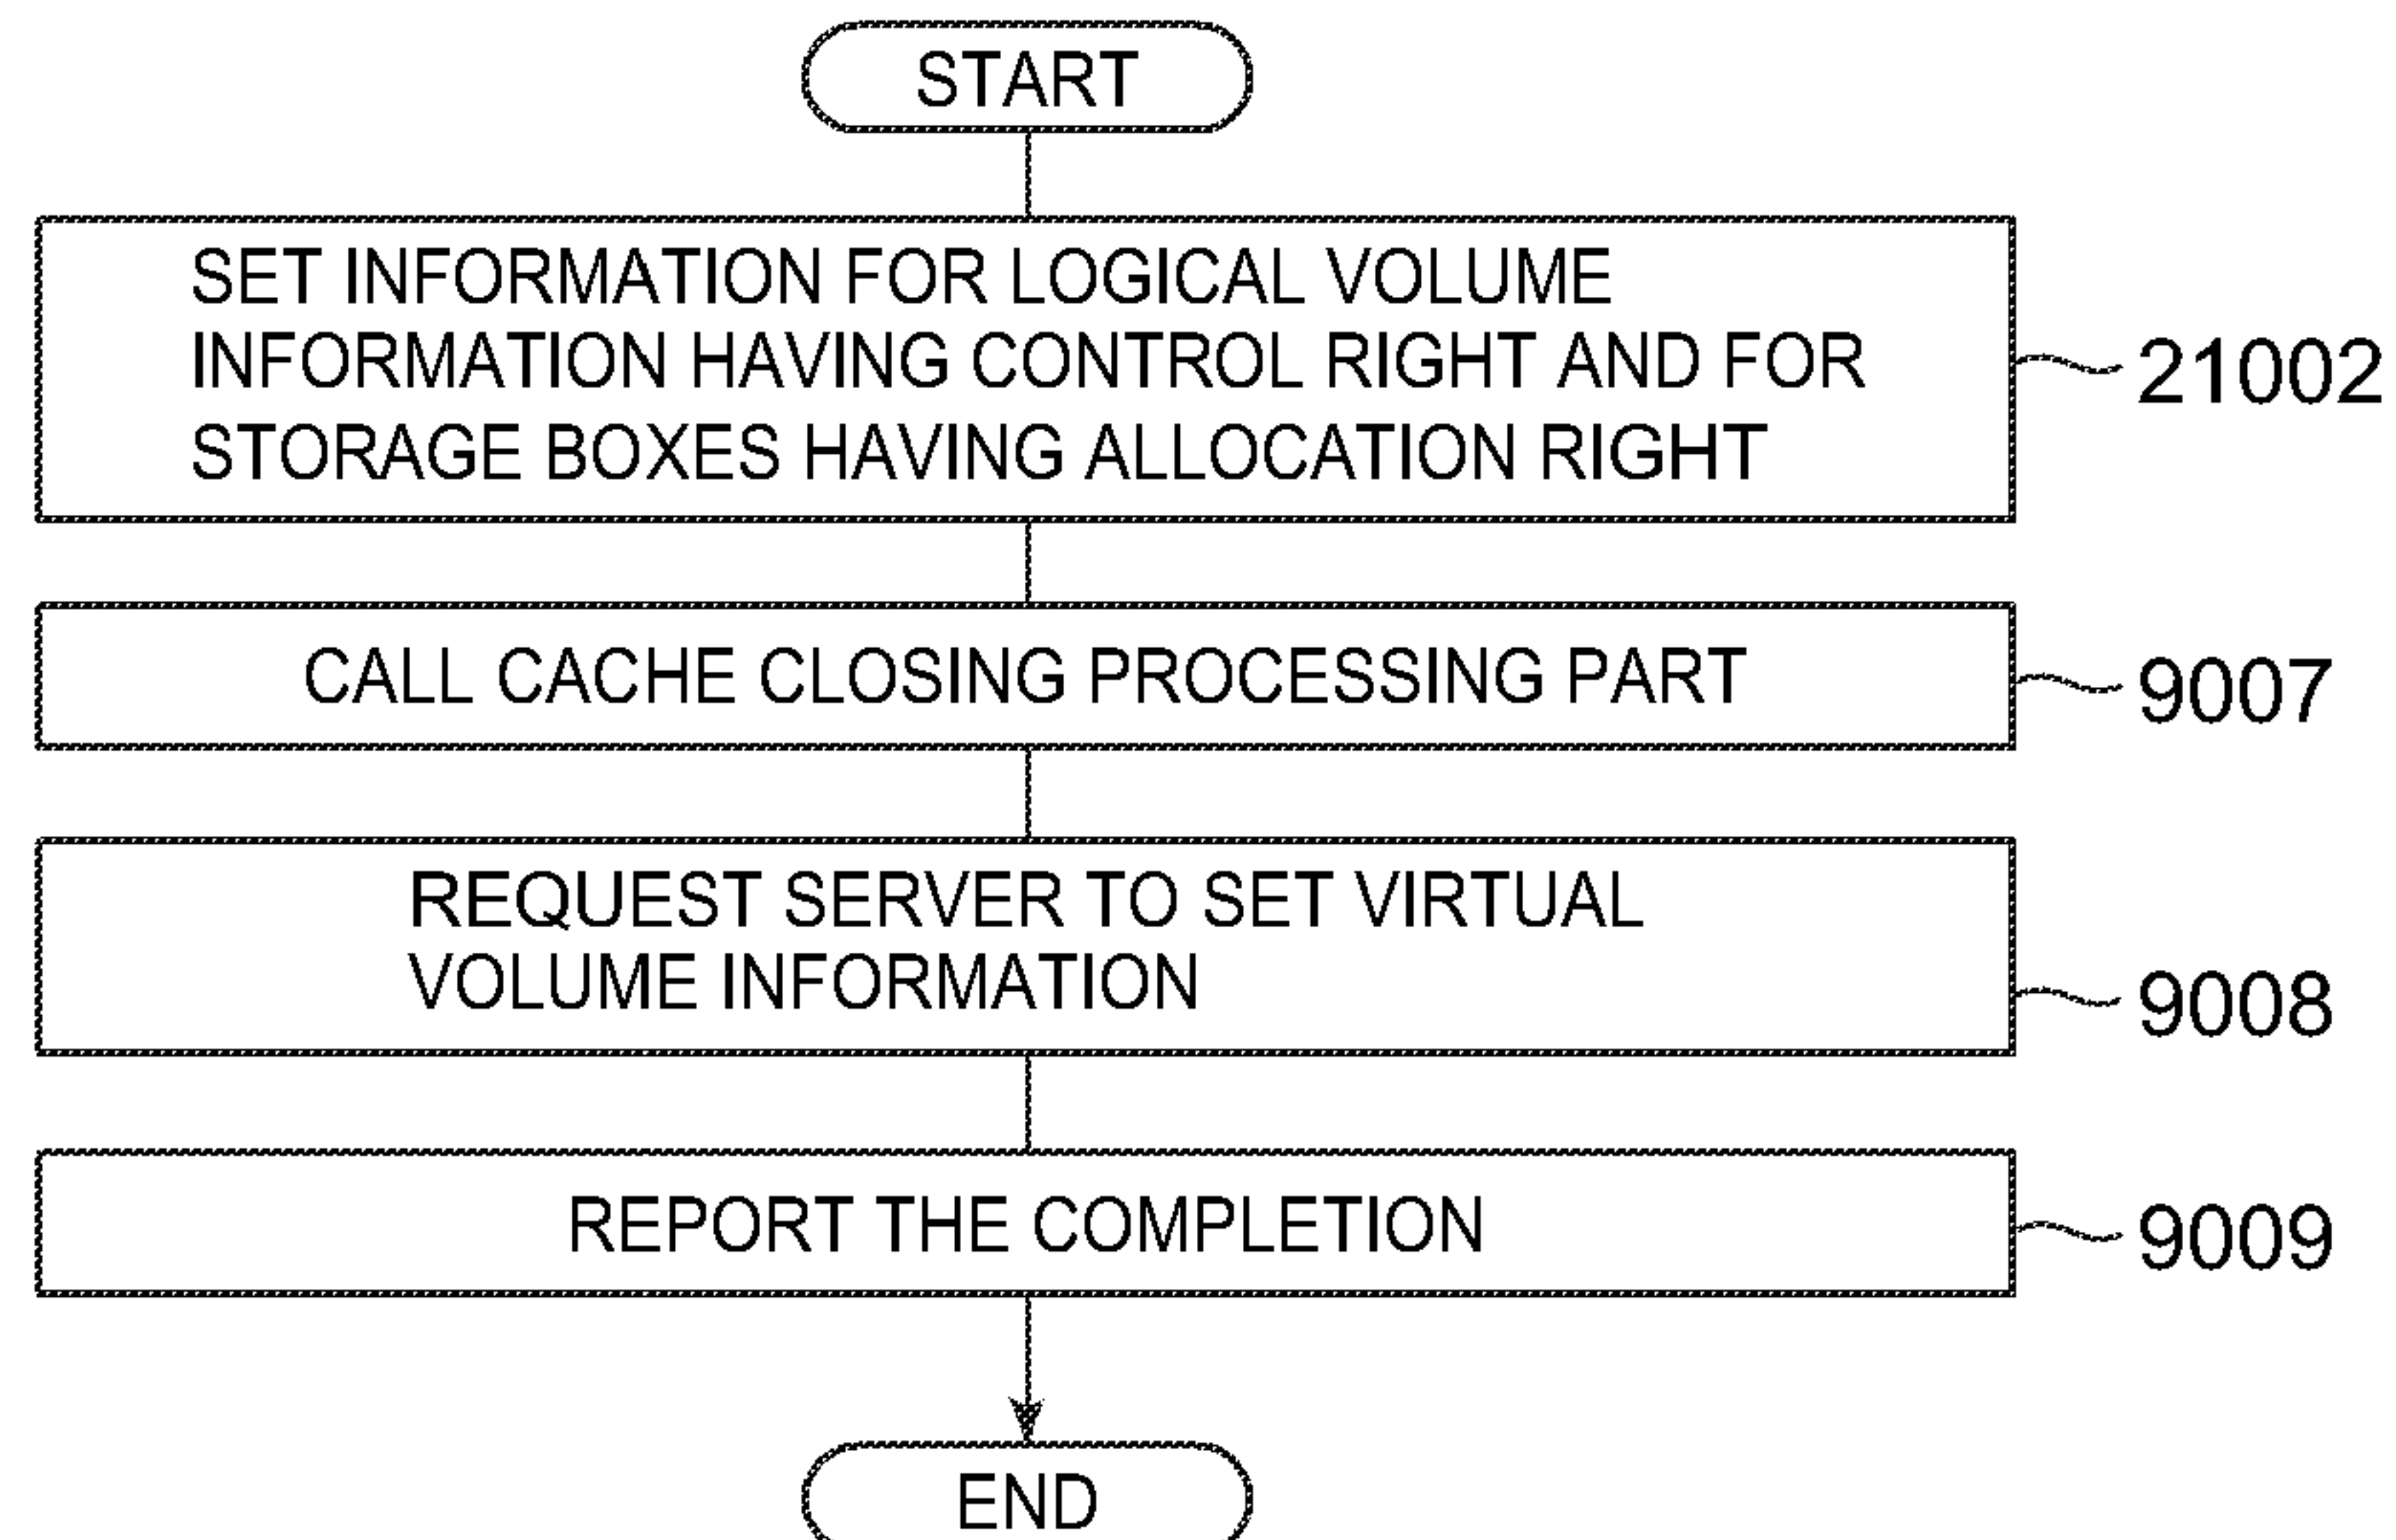 START
SET INFORMATION FOR LOGICAL VOLUME
INFORMATION HAVING CONTROL RIGHT AND FOR
STORAGE BOXES HAVING ALLOCATION RIGHT
21002
CALL CACHE CLOSING PROCESSING PART
9007
REQUEST SERVER TO SET VIRTUAL
VOLUME INFORMATION
9008
REPORT THE COMPLETION
9009
END